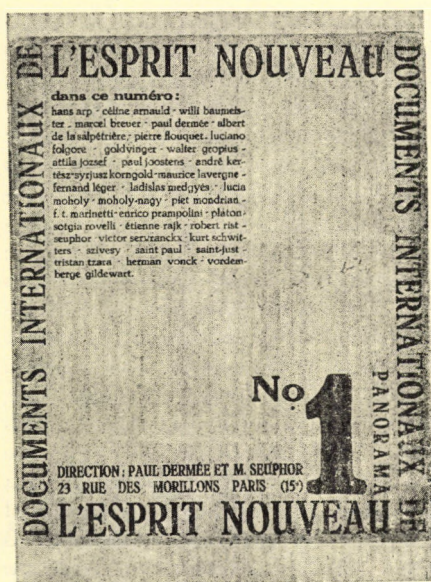 DOCUMENTS INTERNATIONAUX DE
L'ESPRIT NOUVEAU
dans ce numéro :
hans arp - céline arnauld - willi baumeis-
ter - marcel breuer - paul dermée - albert
de la salpétrière - pierre flouquet - luciano
folgore - goldvinger - walter gropius -
attila jozsef - paul joostens - andré ker-
tész - syrjusz korngold - maurice lavergne -
fernand léger - ladislas medgyès - lucia
moholy - moholy-nagy - piet mondrian -
f. t. marinetti - enrico prampolini - platon -
sotgia rovelli - étienne rajk - robert rist -
seuphor - victor servranckx - kurt schwit-
ters - szivery - saint paul - saint-just -
tristan tzara - herman vonck - vordem-
berge gildewart.
No 1
PANORAMA
DIRECTION : PAUL DERMÉE ET M. SEUPHOR
23 RUE DES MORILLONS PARIS (15e)
L'ESPRIT NOUVEAU
DOCUMENTS INTERNATIONAUX DE